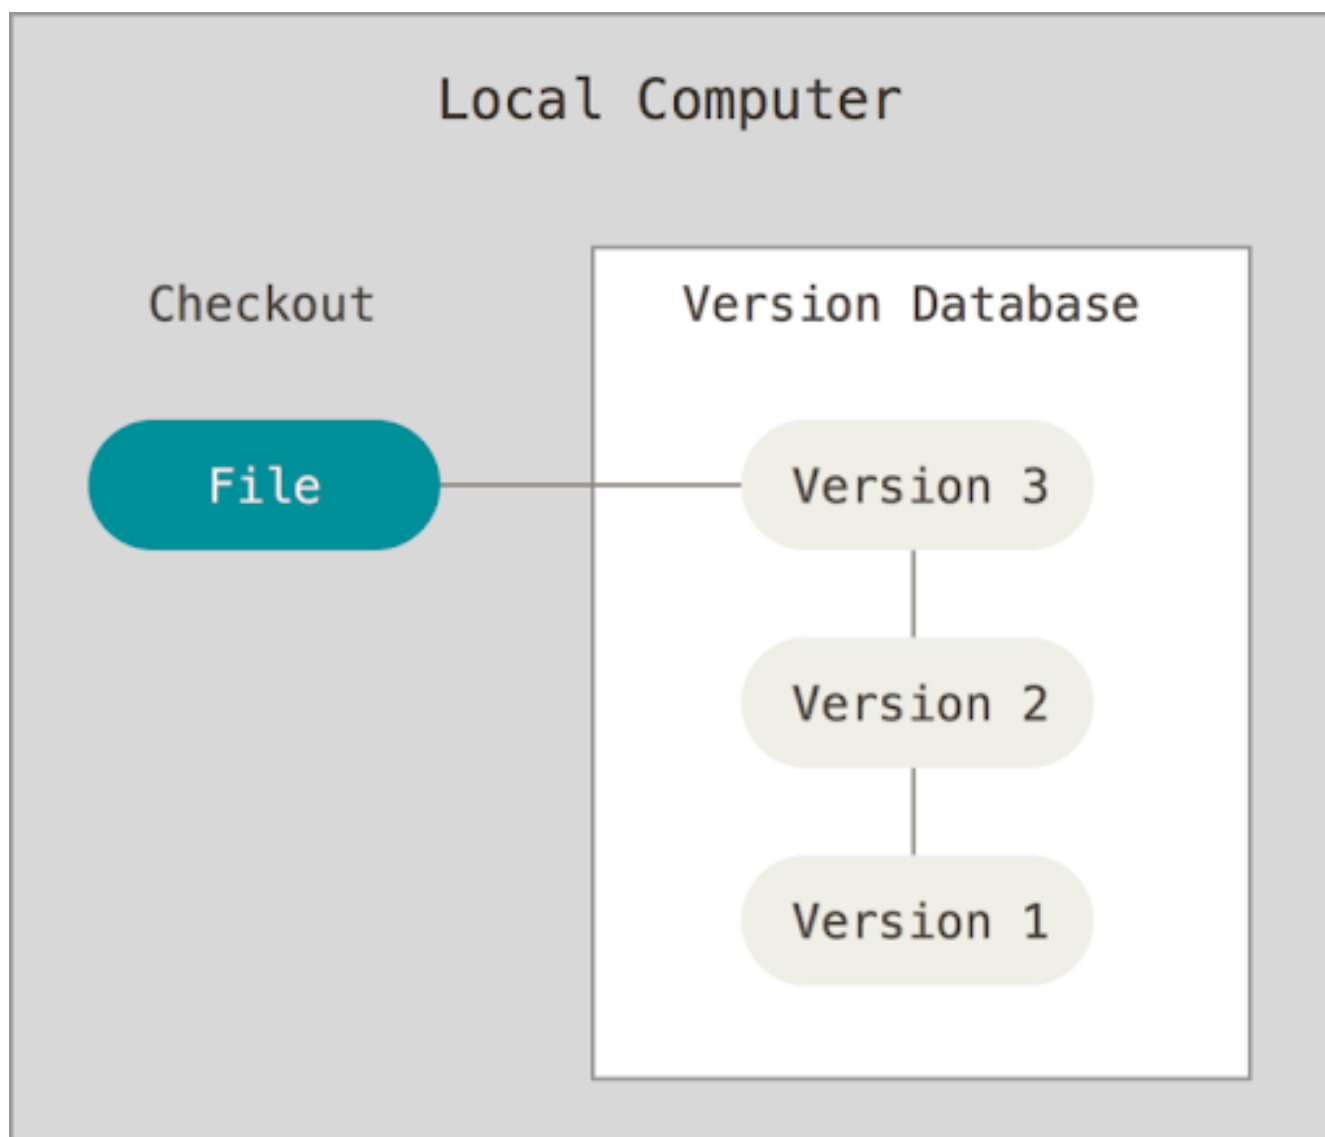 Local Computer
Checkout
Version Database
File
Version 3
Version 2
Version 1